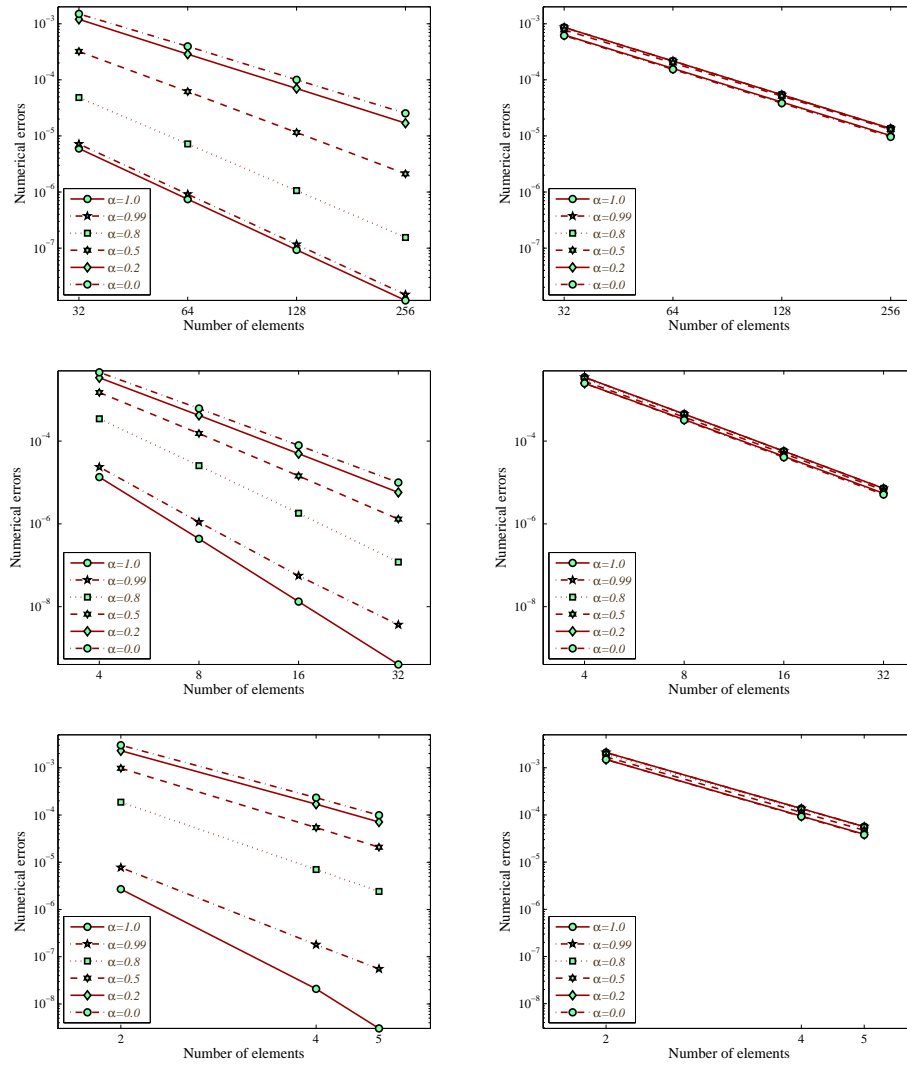 10⁻³
10⁻⁴
10⁻⁵
10⁻⁶
10⁻⁷
Numerical errors
α=1.0
α=0.99
α=0.8
α=0.5
α=0.2
α=0.0
32 64 128 256
Number of elements
10⁻³
10⁻⁴
10⁻⁵
10⁻⁶
10⁻⁷
Numerical errors
α=1.0
α=0.99
α=0.8
α=0.5
α=0.2
α=0.0
32 64 128 256
Number of elements
10⁻⁴
10⁻⁶
10⁻⁸
Numerical errors
α=1.0
α=0.99
α=0.8
α=0.5
α=0.2
α=0.0
4 8 16 32
Number of elements
10⁻⁴
10⁻⁶
10⁻⁸
Numerical errors
α=1.0
α=0.99
α=0.8
α=0.5
α=0.2
α=0.0
4 8 16 32
Number of elements
10⁻³
10⁻⁴
10⁻⁵
10⁻⁶
10⁻⁷
10⁻⁸
Numerical errors
α=1.0
α=0.99
α=0.8
α=0.5
α=0.2
α=0.0
2 4 5
Number of elements
10⁻³
10⁻⁴
10⁻⁵
10⁻⁶
10⁻⁷
10⁻⁸
Numerical errors
α=1.0
α=0.99
α=0.8
α=0.5
α=0.2
α=0.0
2 4 5
Number of elements